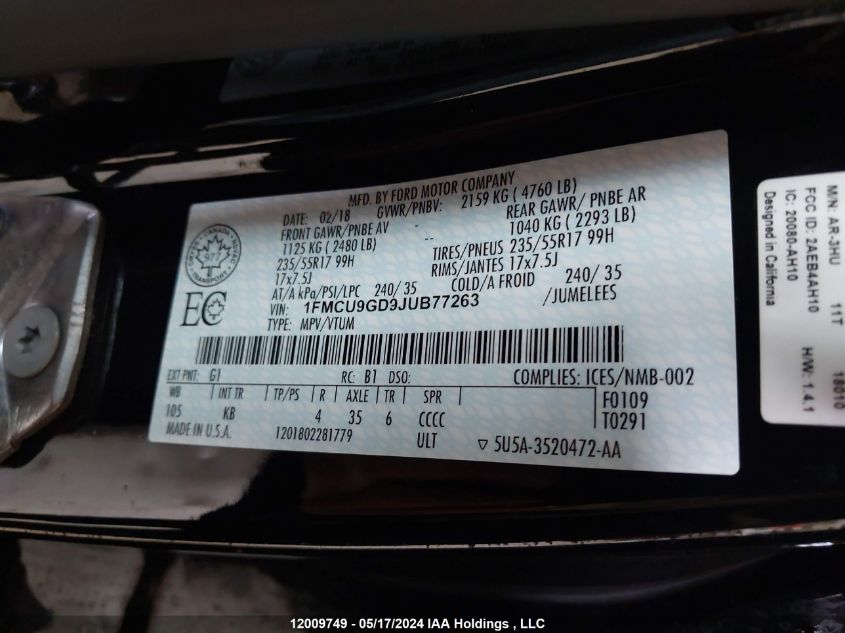 MFD. BY FORD MOTOR COMPANY
DATE: 02/18 GVWR/PNBV: 2159 KG ( 4760 LB)
FRONT GAWR/PNBE AV REAR GAWR/ PNBE AR
1125 KG ( 2480 LB) -- 1040 KG ( 2293 LB)
235/55R17 99H TIRES/PNEUS 235/55R17 99H
17x7.5J RIMS/JANTES 17x7.5J
AT/A kPa/PSI/LPC 240/ 35 COLD/A FROID 240/ 35
VIN: 1FMCU9GD9JUB77263 /JUMELEES
TYPE: MPV/VTUM
CANADA
977
TRANSPORT
EC
EXT PNT: G1 RC: B1 DSO: COMPLIES: ICES/NMB-002
WB INT TR TP/PS R AXLE TR SPR F0109
105 KB 4 35 6 CCCC T0291
MADE IN U.S.A. 1201802281779 ULT ▽ 5U5A-3520472-AA
M/N: AR-3HU 11T 18010
FCC ID: 2AEB4AH10 H/W: 1.4.1
IC: 20080-AH10
Designed in California
12009749 - 05/17/2024 IAA Holdings , LLC